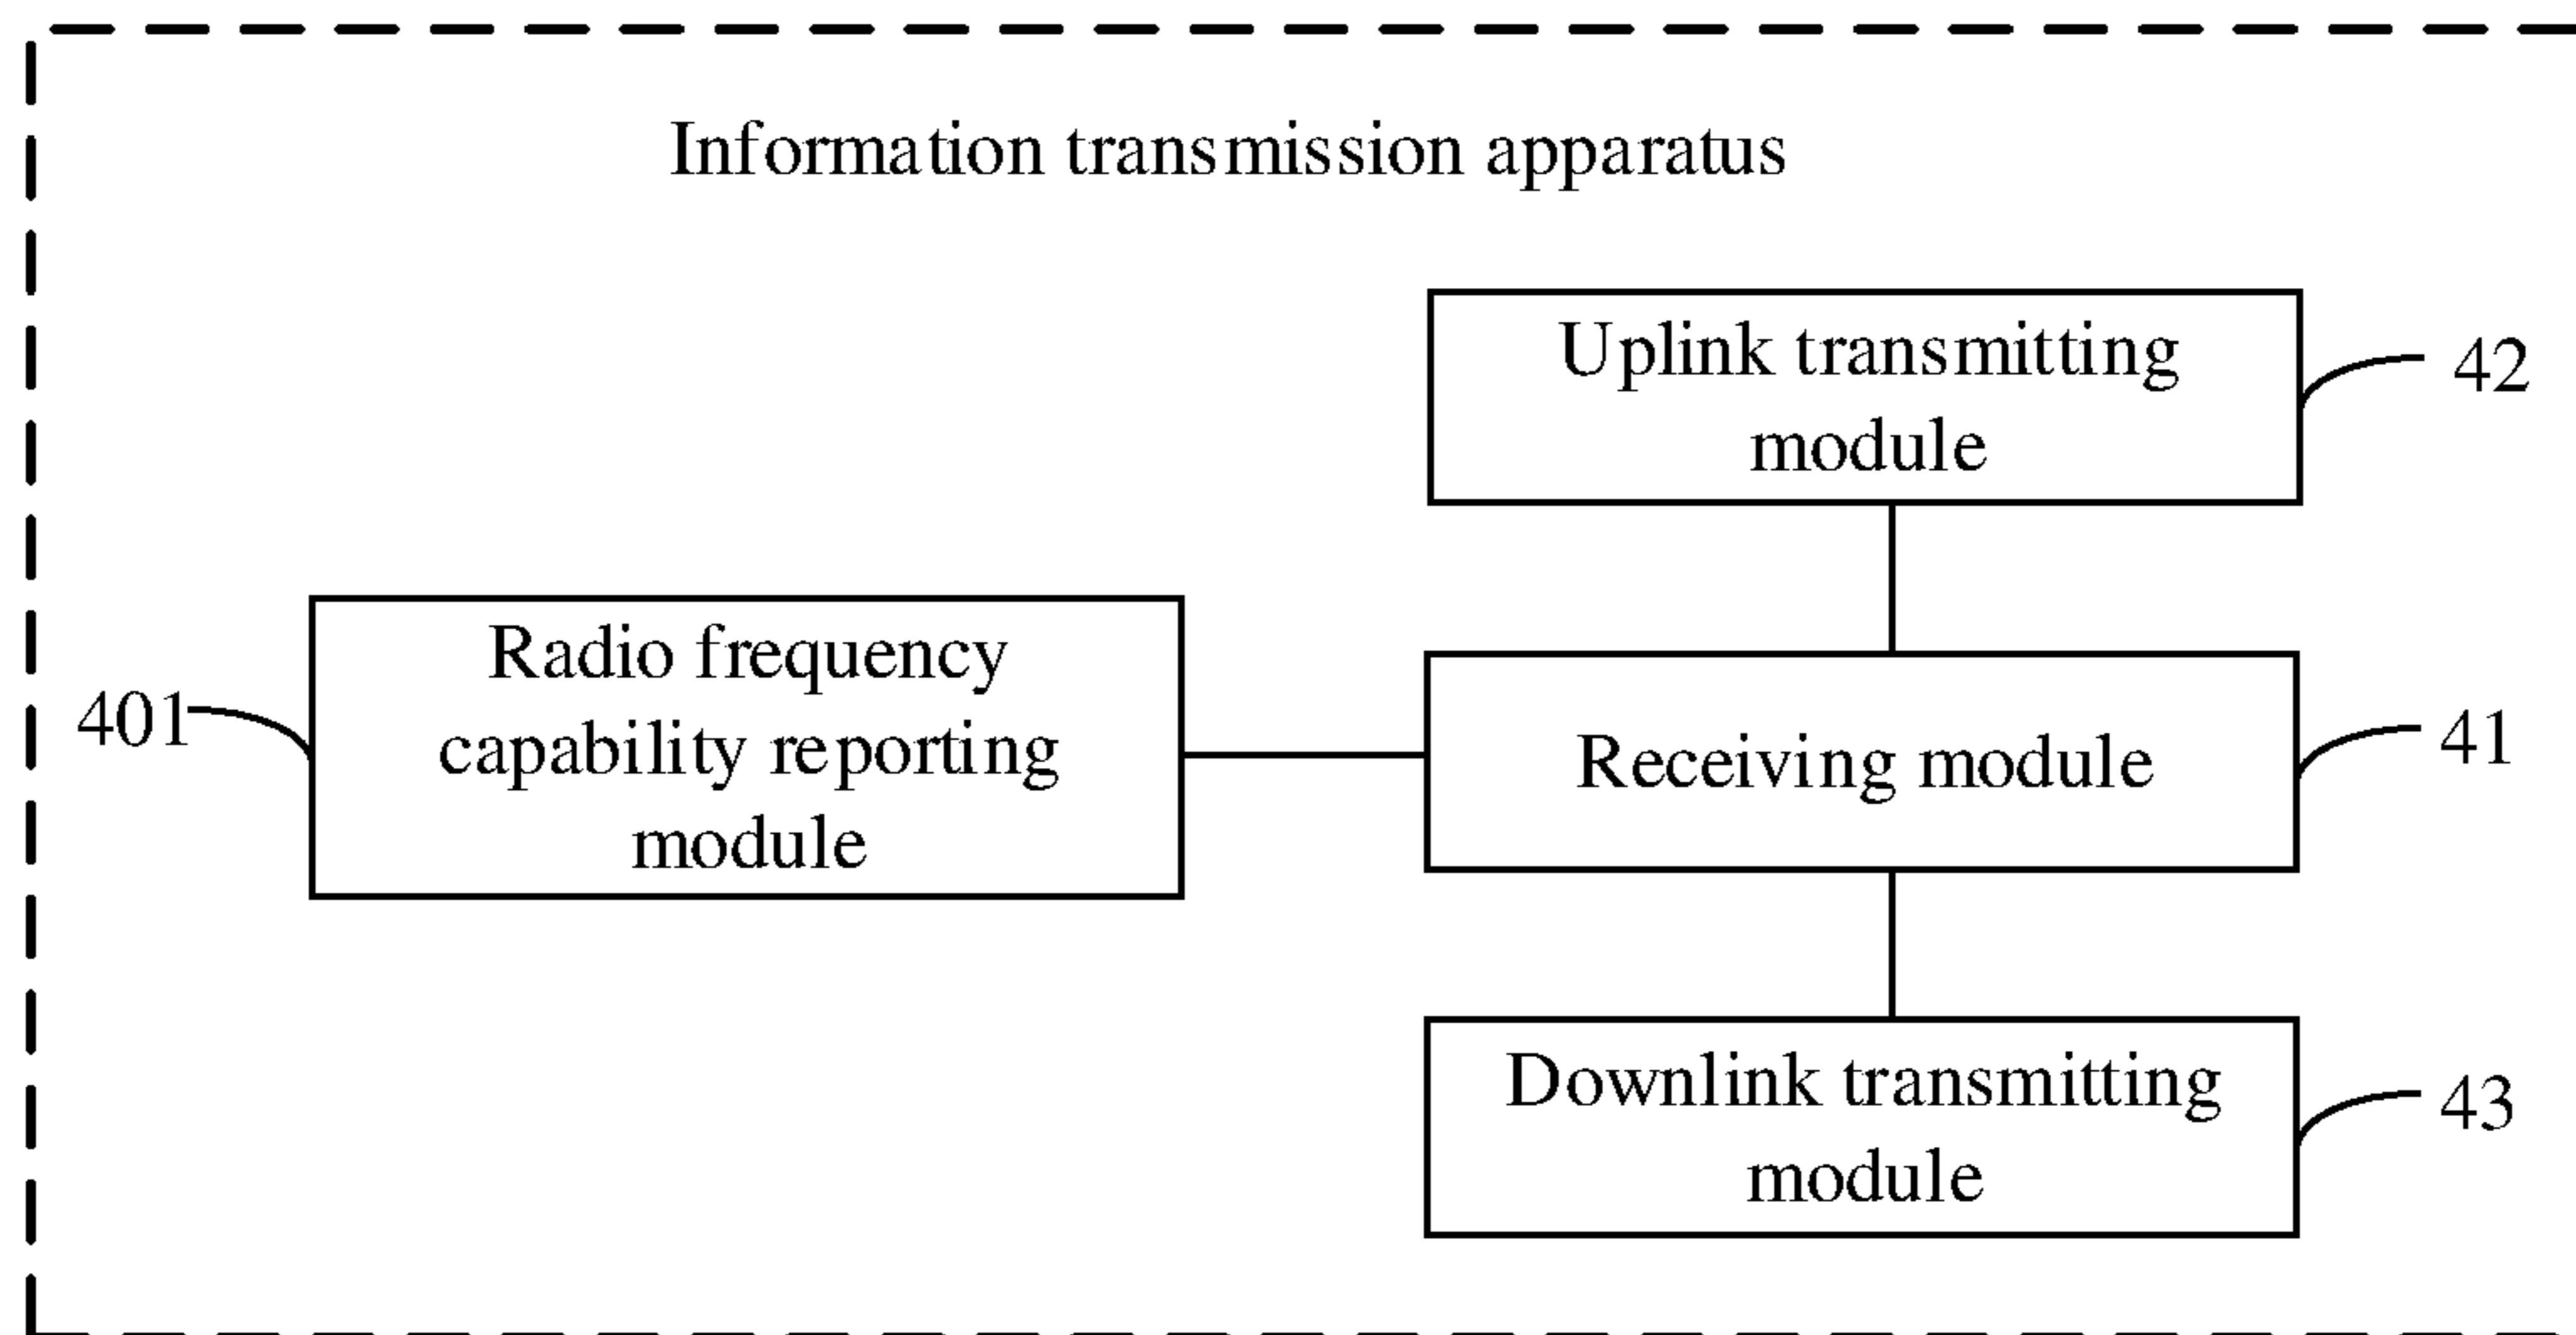 Information transmission apparatus
Uplink transmitting
module
42
Radio frequency
capability reporting
module
401
Receiving module
41
Downlink transmitting
module
43